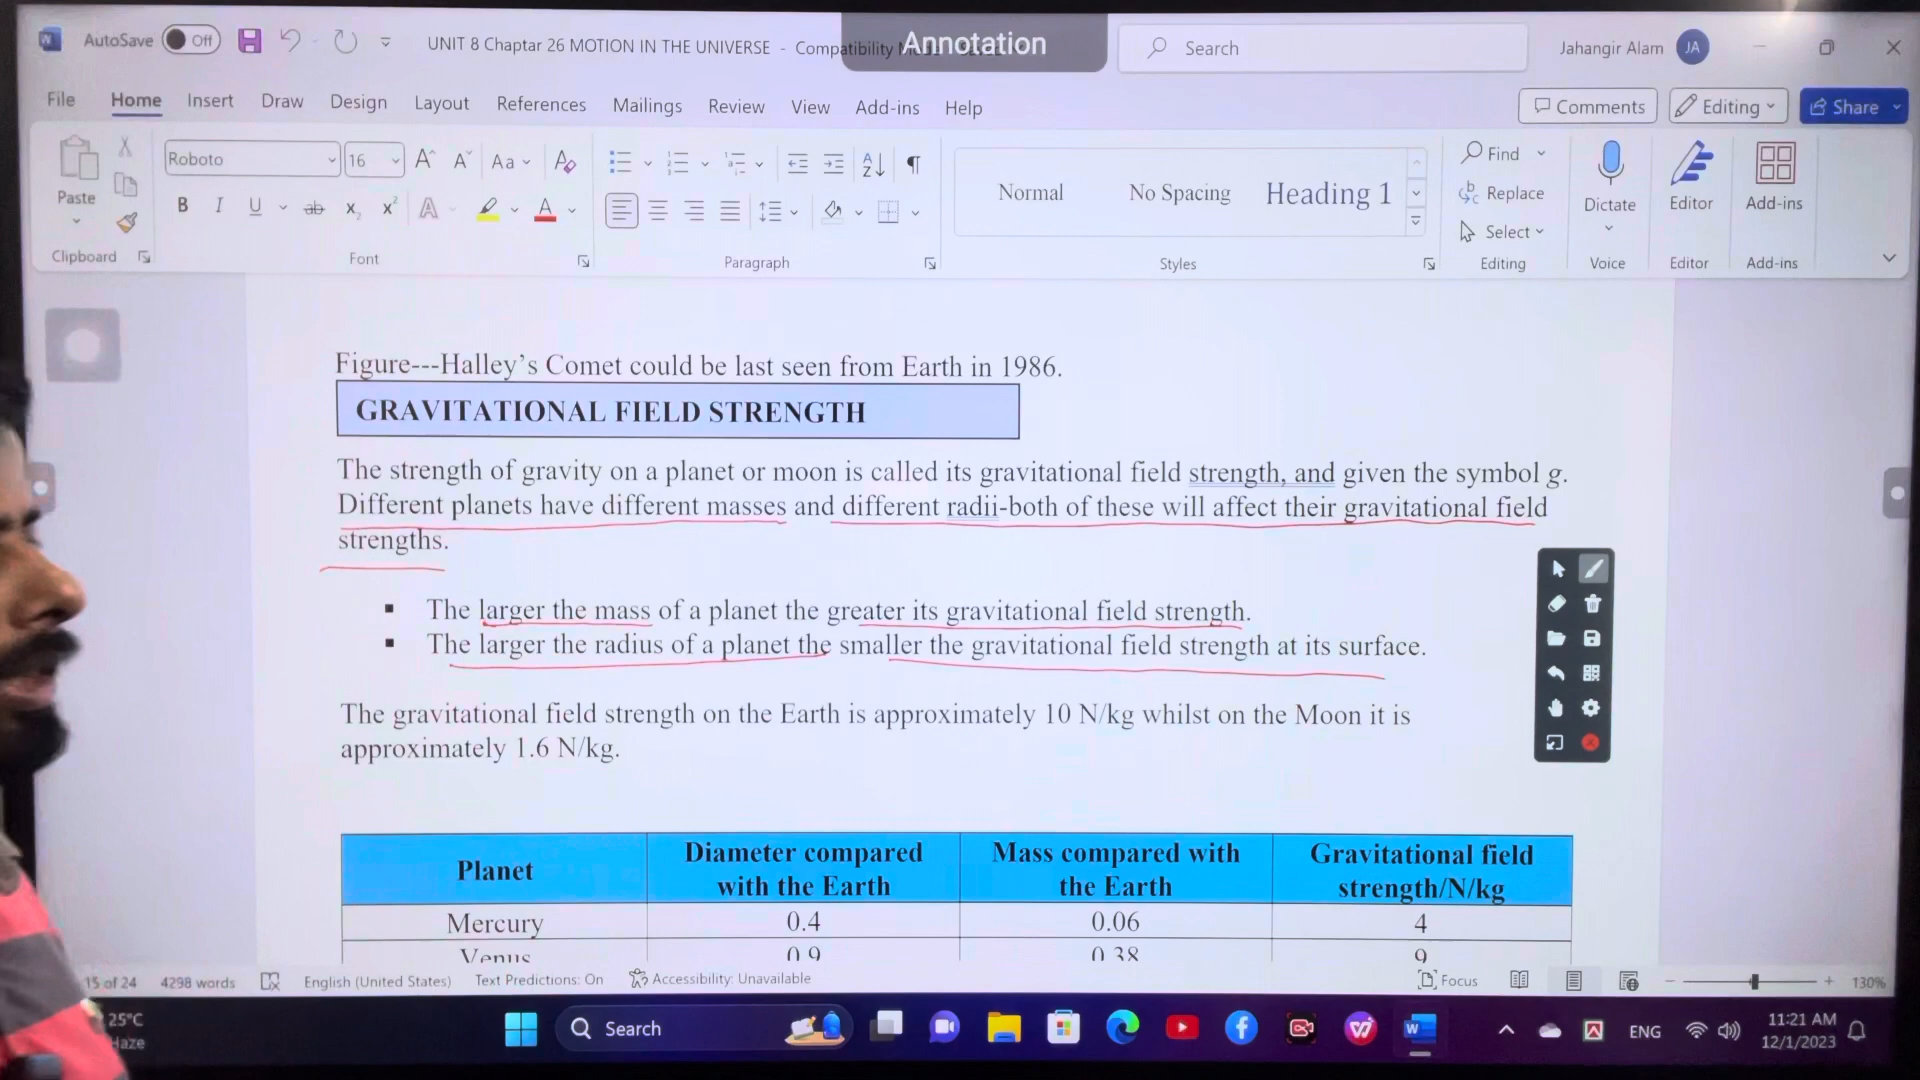 AutoSave Off UNIT 8 Chaptar 26 MOTION IN THE UNIVERSE - Compatibility Annotation Search Jahangir Alam JA
File Home Insert Draw Design Layout References Mailings Review View Add-ins Help Comments Editing Share
Roboto 16 Aa Normal No Spacing Heading 1 Find
Paste Replace Dictate Editor Add-ins
B I U ab x₂ x² A A Select
Clipboard Font Paragraph Styles Editing Voice Editor Add-ins
Figure---Halley's Comet could be last seen from Earth in 1986.
GRAVITATIONAL FIELD STRENGTH
The strength of gravity on a planet or moon is called its gravitational field strength, and given the symbol g.
Different planets have different masses and different radii-both of these will affect their gravitational field
strengths.
▪ The larger the mass of a planet the greater its gravitational field strength.
▪ The larger the radius of a planet the smaller the gravitational field strength at its surface.
The gravitational field strength on the Earth is approximately 10 N/kg whilst on the Moon it is
approximately 1.6 N/kg.
Planet Diameter compared with the Earth Mass compared with the Earth Gravitational field strength/N/kg
Mercury 0.4 0.06 4
Venus 0.9 0.38 9
15 of 24 4298 words English (United States) Text Predictions: On Accessibility: Unavailable Focus 130%
25°C
Haze
Search
ENG
11:21 AM
12/1/2023